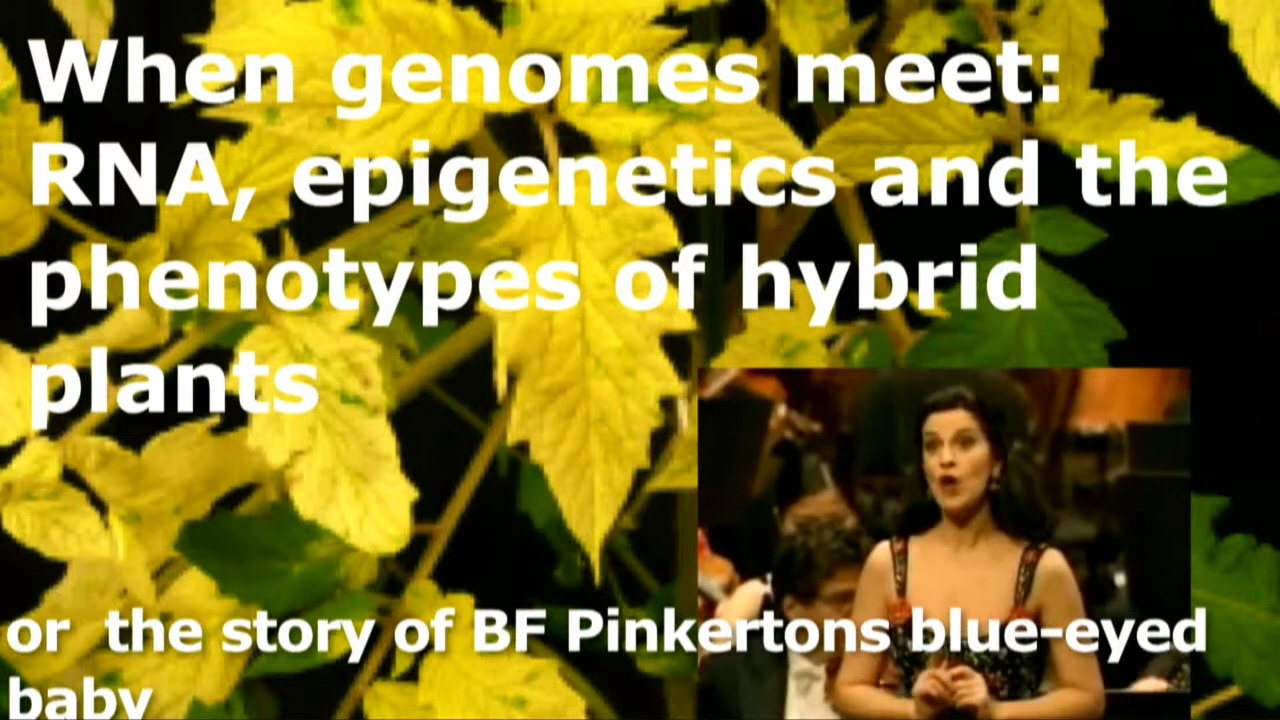 When genomes meet:
RNA, epigenetics and the
phenotypes of hybrid
plants
or the story of BF Pinkertons blue-eyed
baby